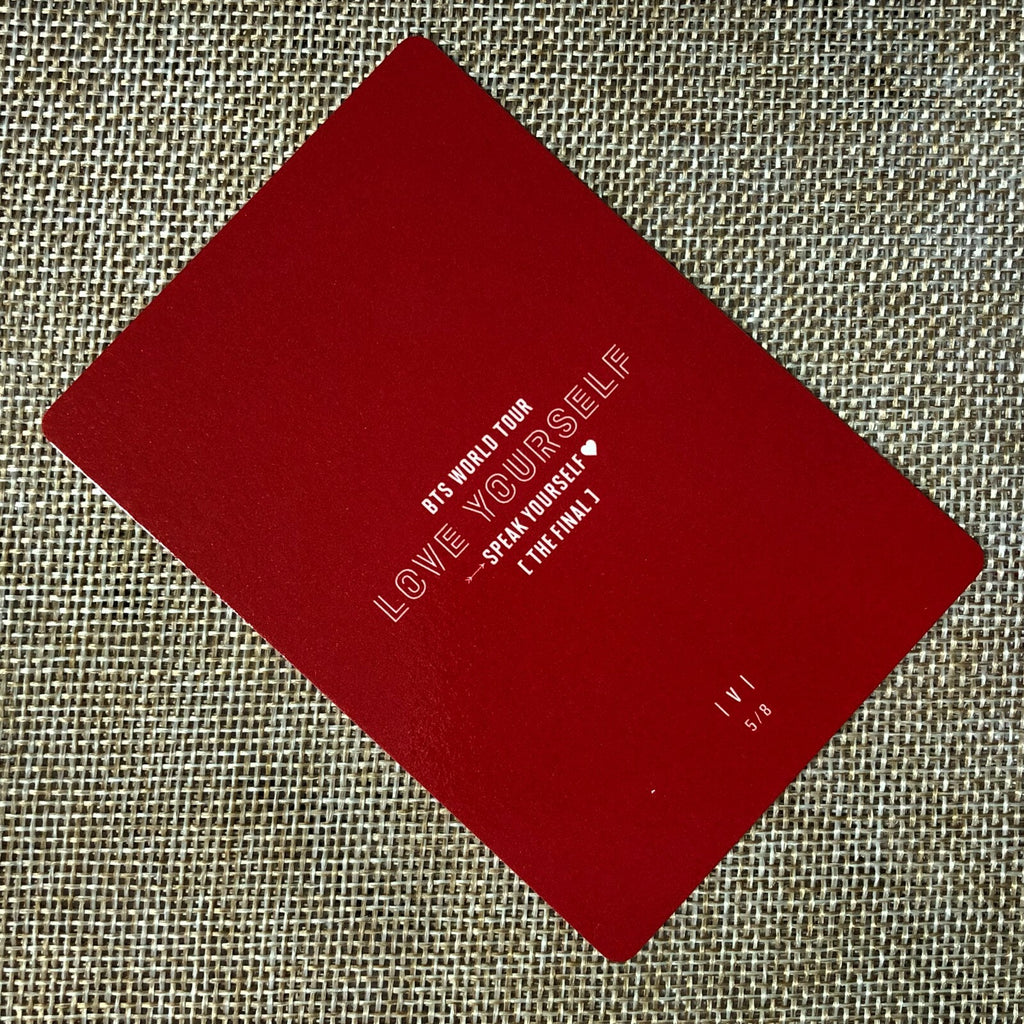 BTS WORLD TOUR
LOVE YOURSELF
SPEAK YOURSELF
[ THE FINAL ]
| V |
5/8